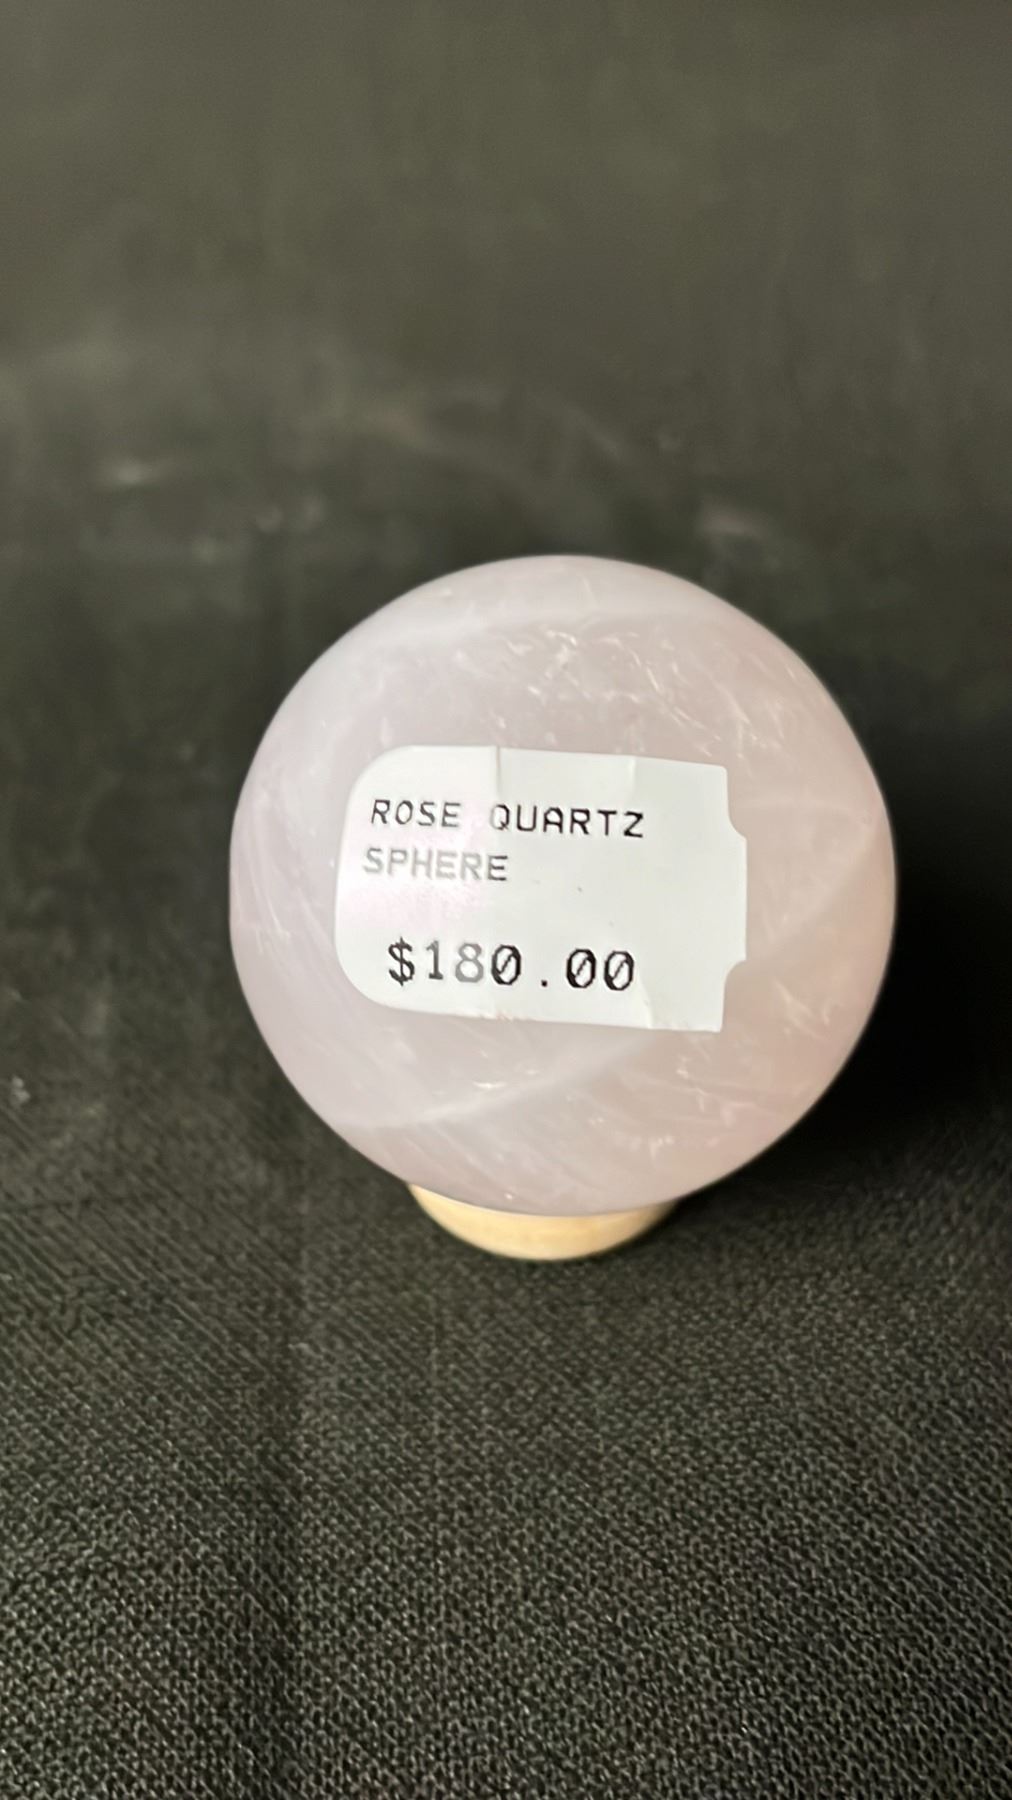 ROSE QUARTZ
SPHERE
$180.00